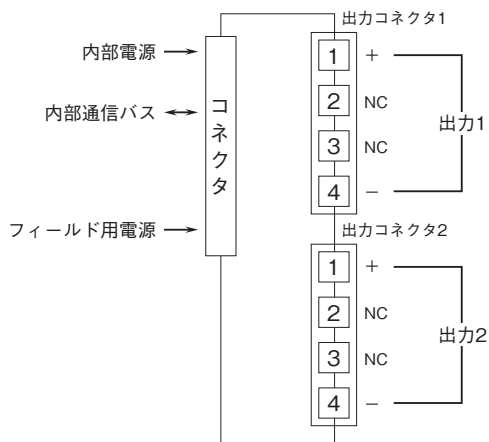 出力コネクタ1
内部電源
内部通信バス
フィールド用電源
コネクタ
1 +
2 NC
3 NC
4 −
出力1
出力コネクタ2
1 +
2 NC
3 NC
4 −
出力2